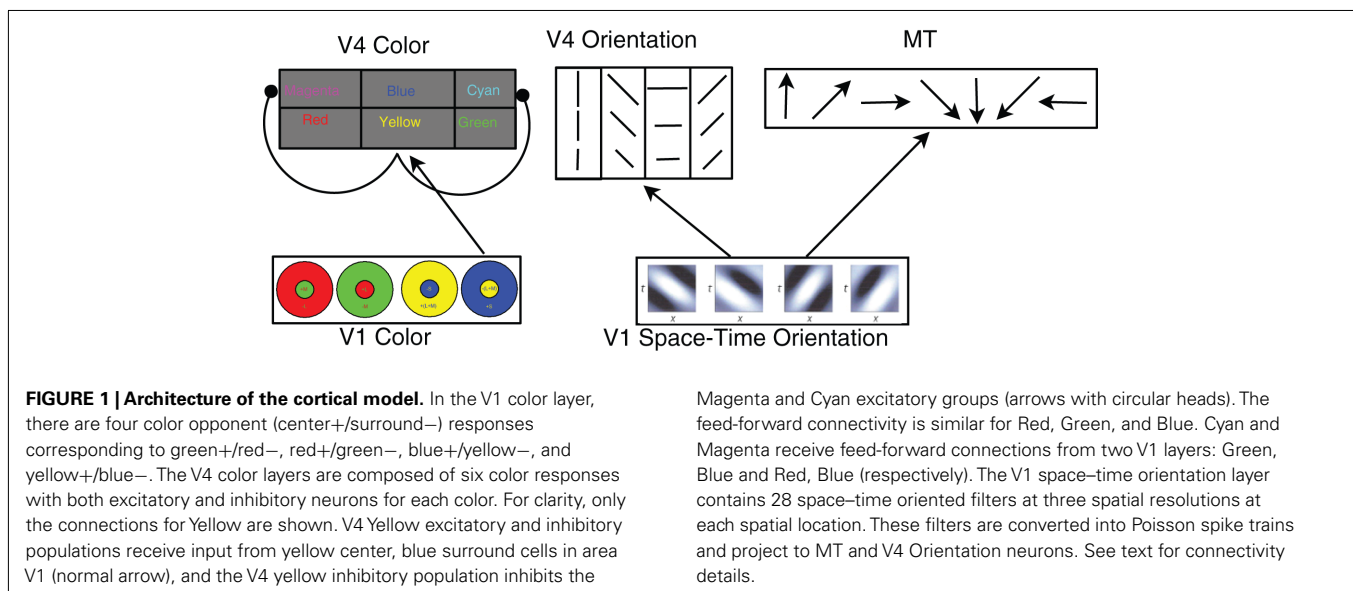 V4 Color
V4 Orientation
MT
Magenta
Blue
Cyan
Red
Yellow
Green
t
t
t
t
x
x
x
x
V1 Color
V1 Space-Time Orientation
FIGURE 1 | Architecture of the cortical model. In the V1 color layer,
there are four color opponent (center+/surround−) responses
corresponding to green+/red−, red+/green−, blue+/yellow−, and
yellow+/blue−. The V4 color layers are composed of six color responses
with both excitatory and inhibitory neurons for each color. For clarity, only
the connections for Yellow are shown. V4 Yellow excitatory and inhibitory
populations receive input from yellow center, blue surround cells in area
V1 (normal arrow), and the V4 yellow inhibitory population inhibits the
Magenta and Cyan excitatory groups (arrows with circular heads). The
feed-forward connectivity is similar for Red, Green, and Blue. Cyan and
Magenta receive feed-forward connections from two V1 layers: Green,
Blue and Red, Blue (respectively). The V1 space–time orientation layer
contains 28 space–time oriented filters at three spatial resolutions at
each spatial location. These filters are converted into Poisson spike trains
and project to MT and V4 Orientation neurons. See text for connectivity
details.